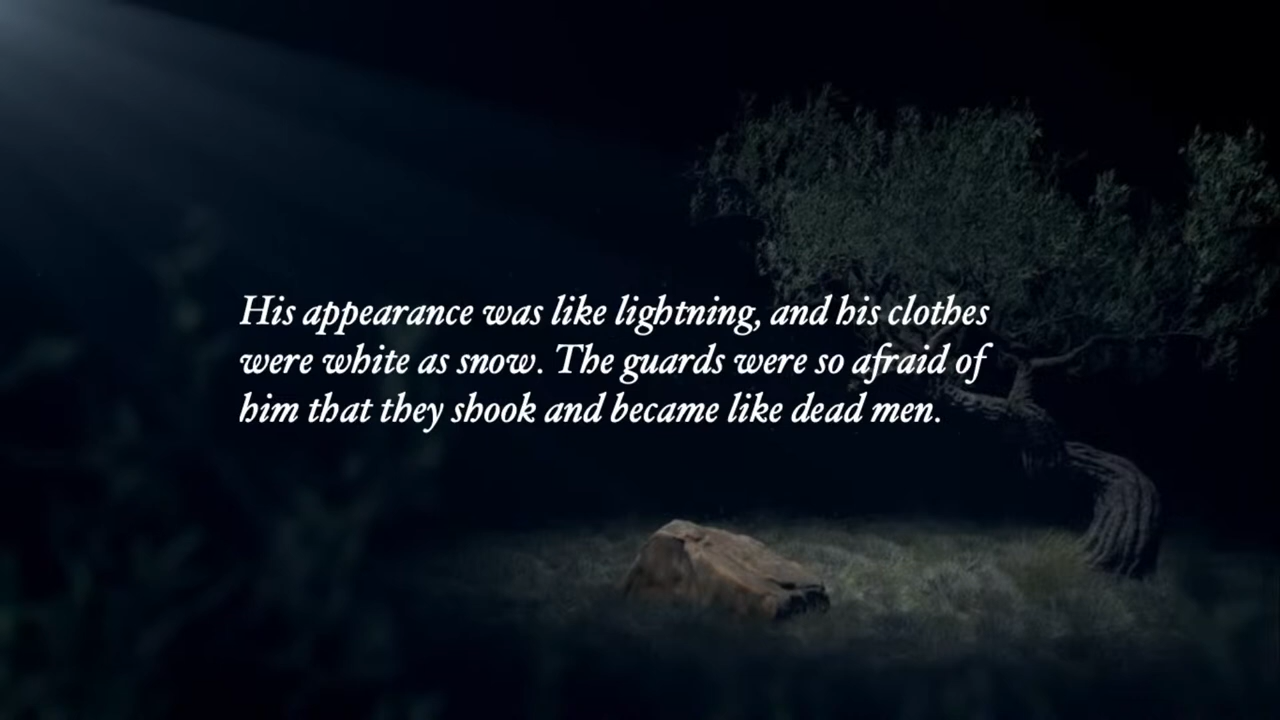 His appearance was like lightning, and his clothes
were white as snow. The guards were so afraid of
him that they shook and became like dead men.